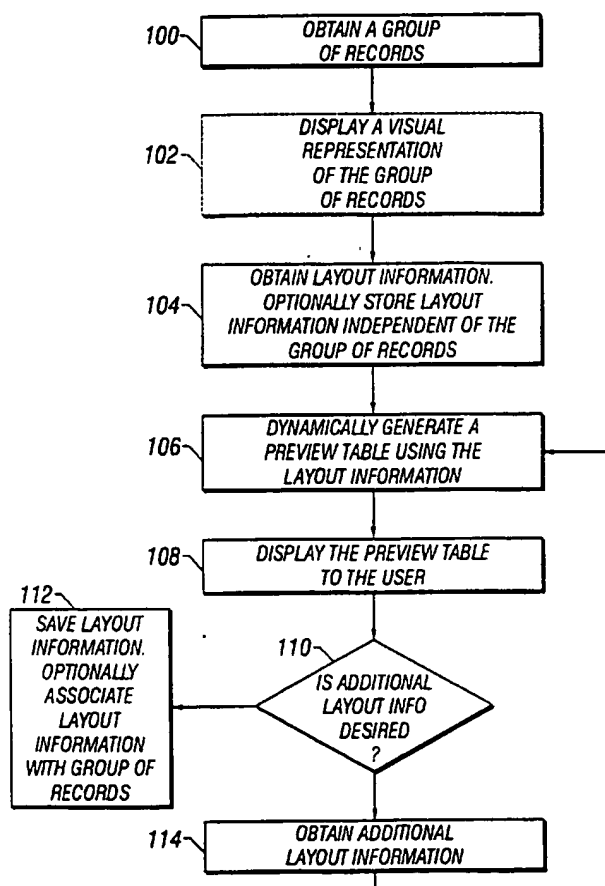 100
OBTAIN A GROUP
OF RECORDS
102
DISPLAY A VISUAL
REPRESENTATION
OF THE GROUP
OF RECORDS
104
OBTAIN LAYOUT INFORMATION.
OPTIONALLY STORE LAYOUT
INFORMATION INDEPENDENT OF THE
GROUP OF RECORDS
106
DYNAMICALLY GENERATE A
PREVIEW TABLE USING THE
LAYOUT INFORMATION
108
DISPLAY THE PREVIEW TABLE
TO THE USER
110
IS ADDITIONAL
LAYOUT INFO
DESIRED
?
112
SAVE LAYOUT
INFORMATION.
OPTIONALLY
ASSOCIATE
LAYOUT
INFORMATION
WITH GROUP OF
RECORDS
114
OBTAIN ADDITIONAL
LAYOUT INFORMATION